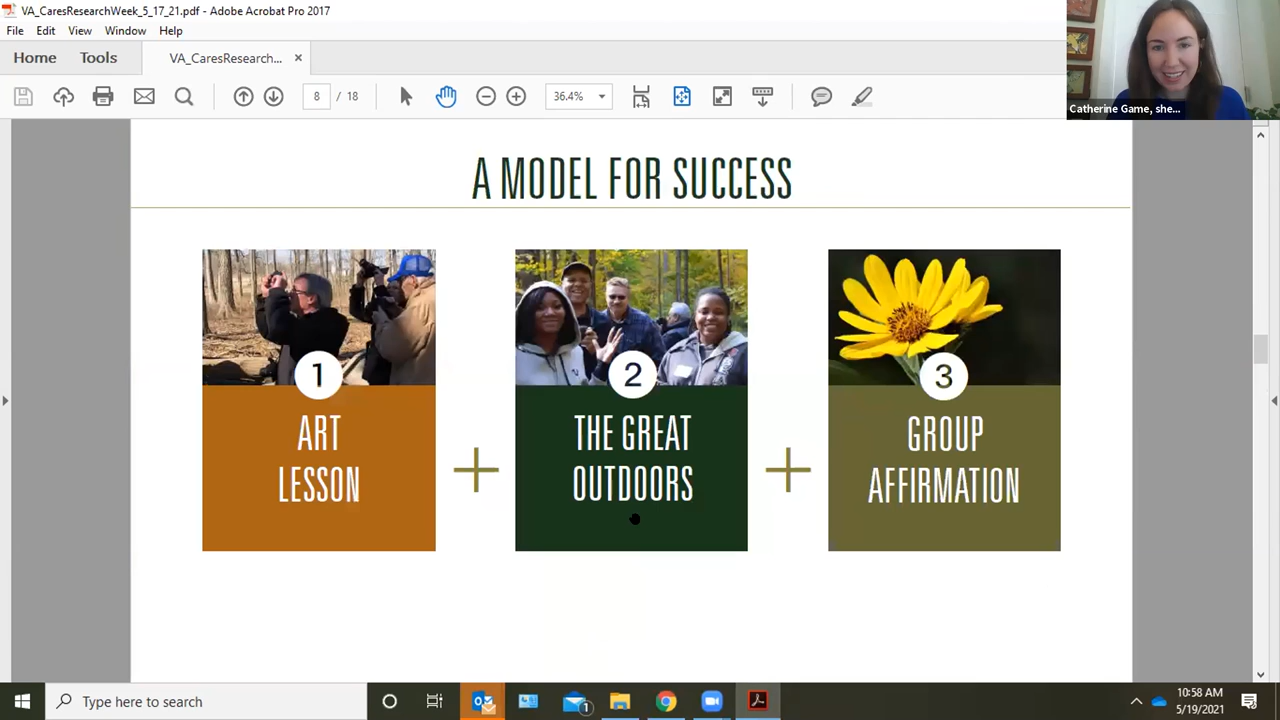 VA_CaresResearchWeek_5_17_21.pdf - Adobe Acrobat Pro 2017
File Edit View Window Help
Home Tools VA_CaresResearch... ×
8 / 18 36.4%
Catherine Game, she...
A MODEL FOR SUCCESS
1 2 3
ART LESSON + THE GREAT OUTDOORS + GROUP AFFIRMATION
Type here to search
1
10:58 AM
5/19/2021